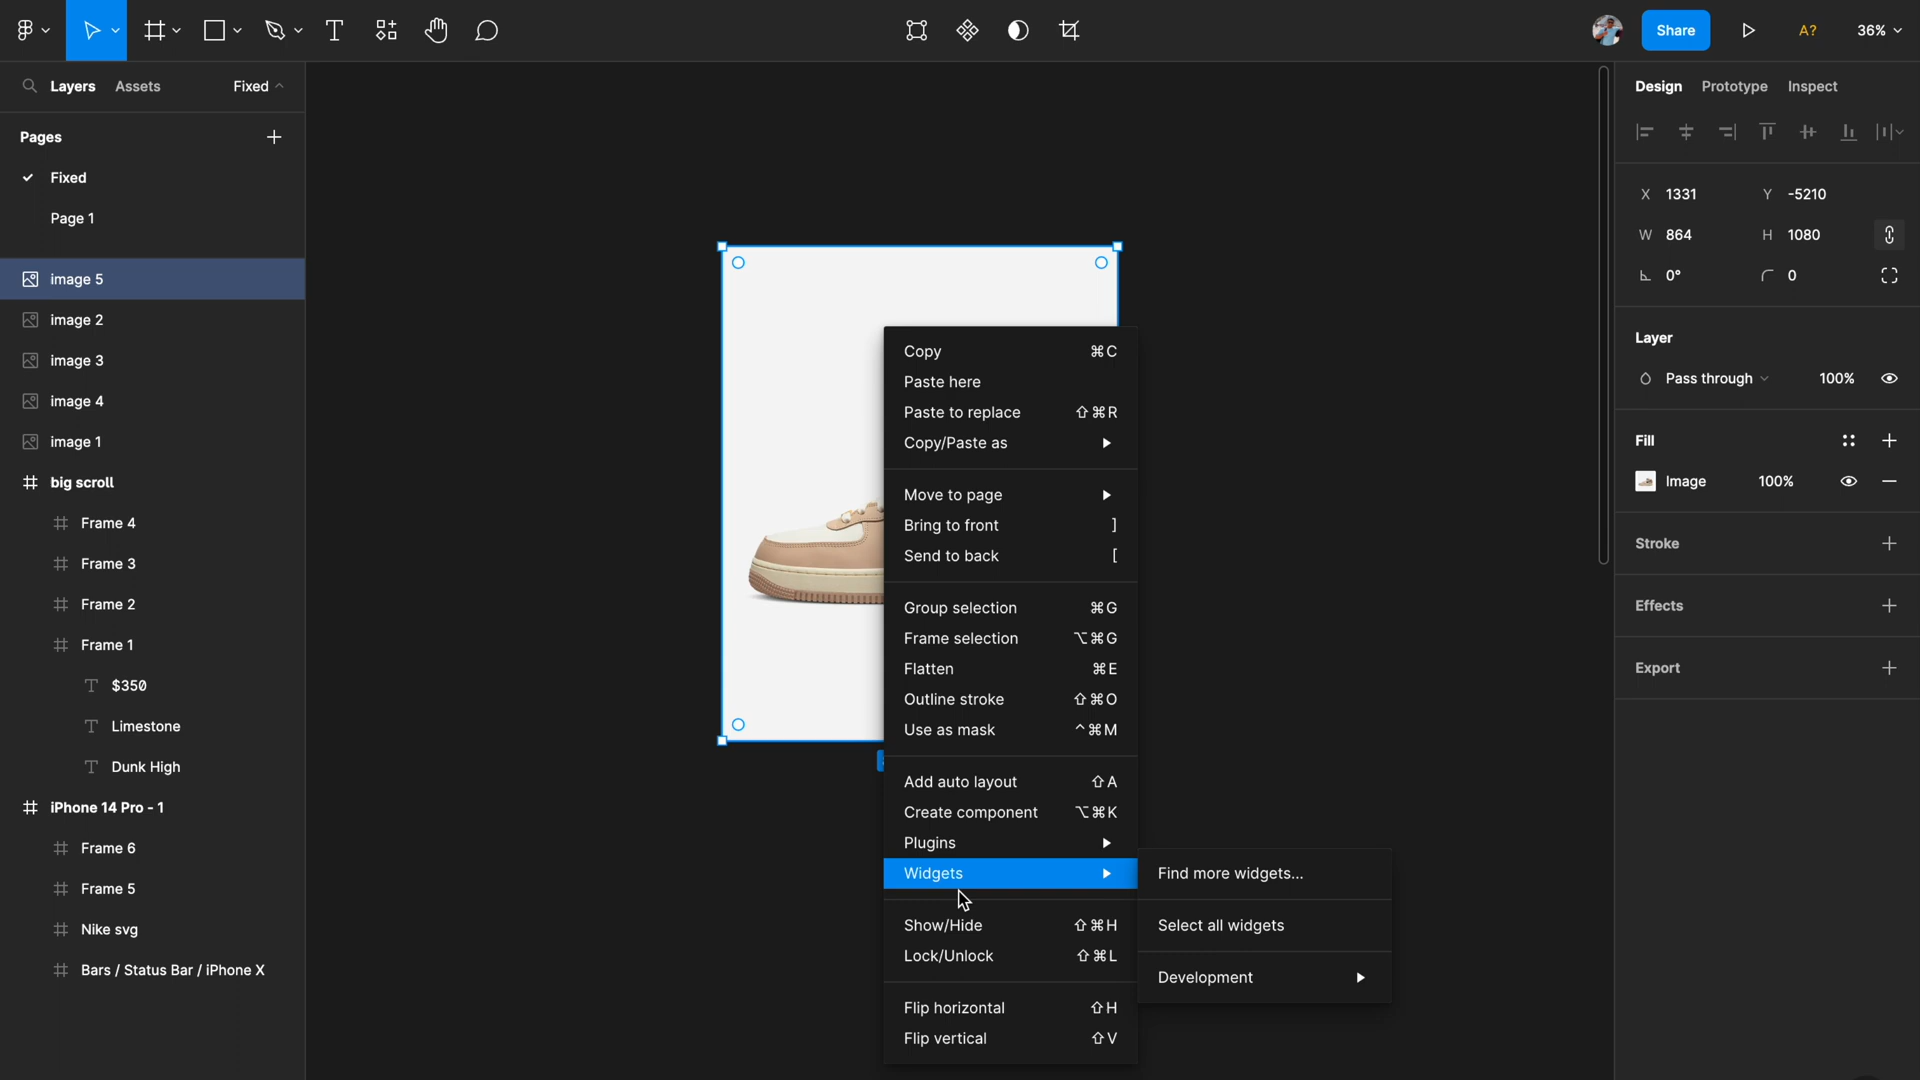 Share
A?
36%
Layers
Assets
Fixed
Pages
Fixed
Page 1
image 5
image 2
image 3
image 4
image 1
big scroll
Frame 4
Frame 3
Frame 2
Frame 1
$350
Limestone
Dunk High
iPhone 14 Pro - 1
Frame 6
Frame 5
Nike svg
Bars / Status Bar / iPhone X
Copy ⌘C
Paste here
Paste to replace ⇧⌘R
Copy/Paste as
Move to page
Bring to front ]
Send to back [
Group selection ⌘G
Frame selection ⌥⌘G
Flatten ⌘E
Outline stroke ⇧⌘O
Use as mask ^⌘M
Add auto layout ⇧A
Create component ⌥⌘K
Plugins
Widgets
Show/Hide ⇧⌘H
Lock/Unlock ⇧⌘L
Flip horizontal ⇧H
Flip vertical ⇧V
Find more widgets...
Select all widgets
Development
Design Prototype Inspect
X 1331 Y -5210
W 864 H 1080
0° 0
Layer
Pass through 100%
Fill
Image 100%
Stroke
Effects
Export